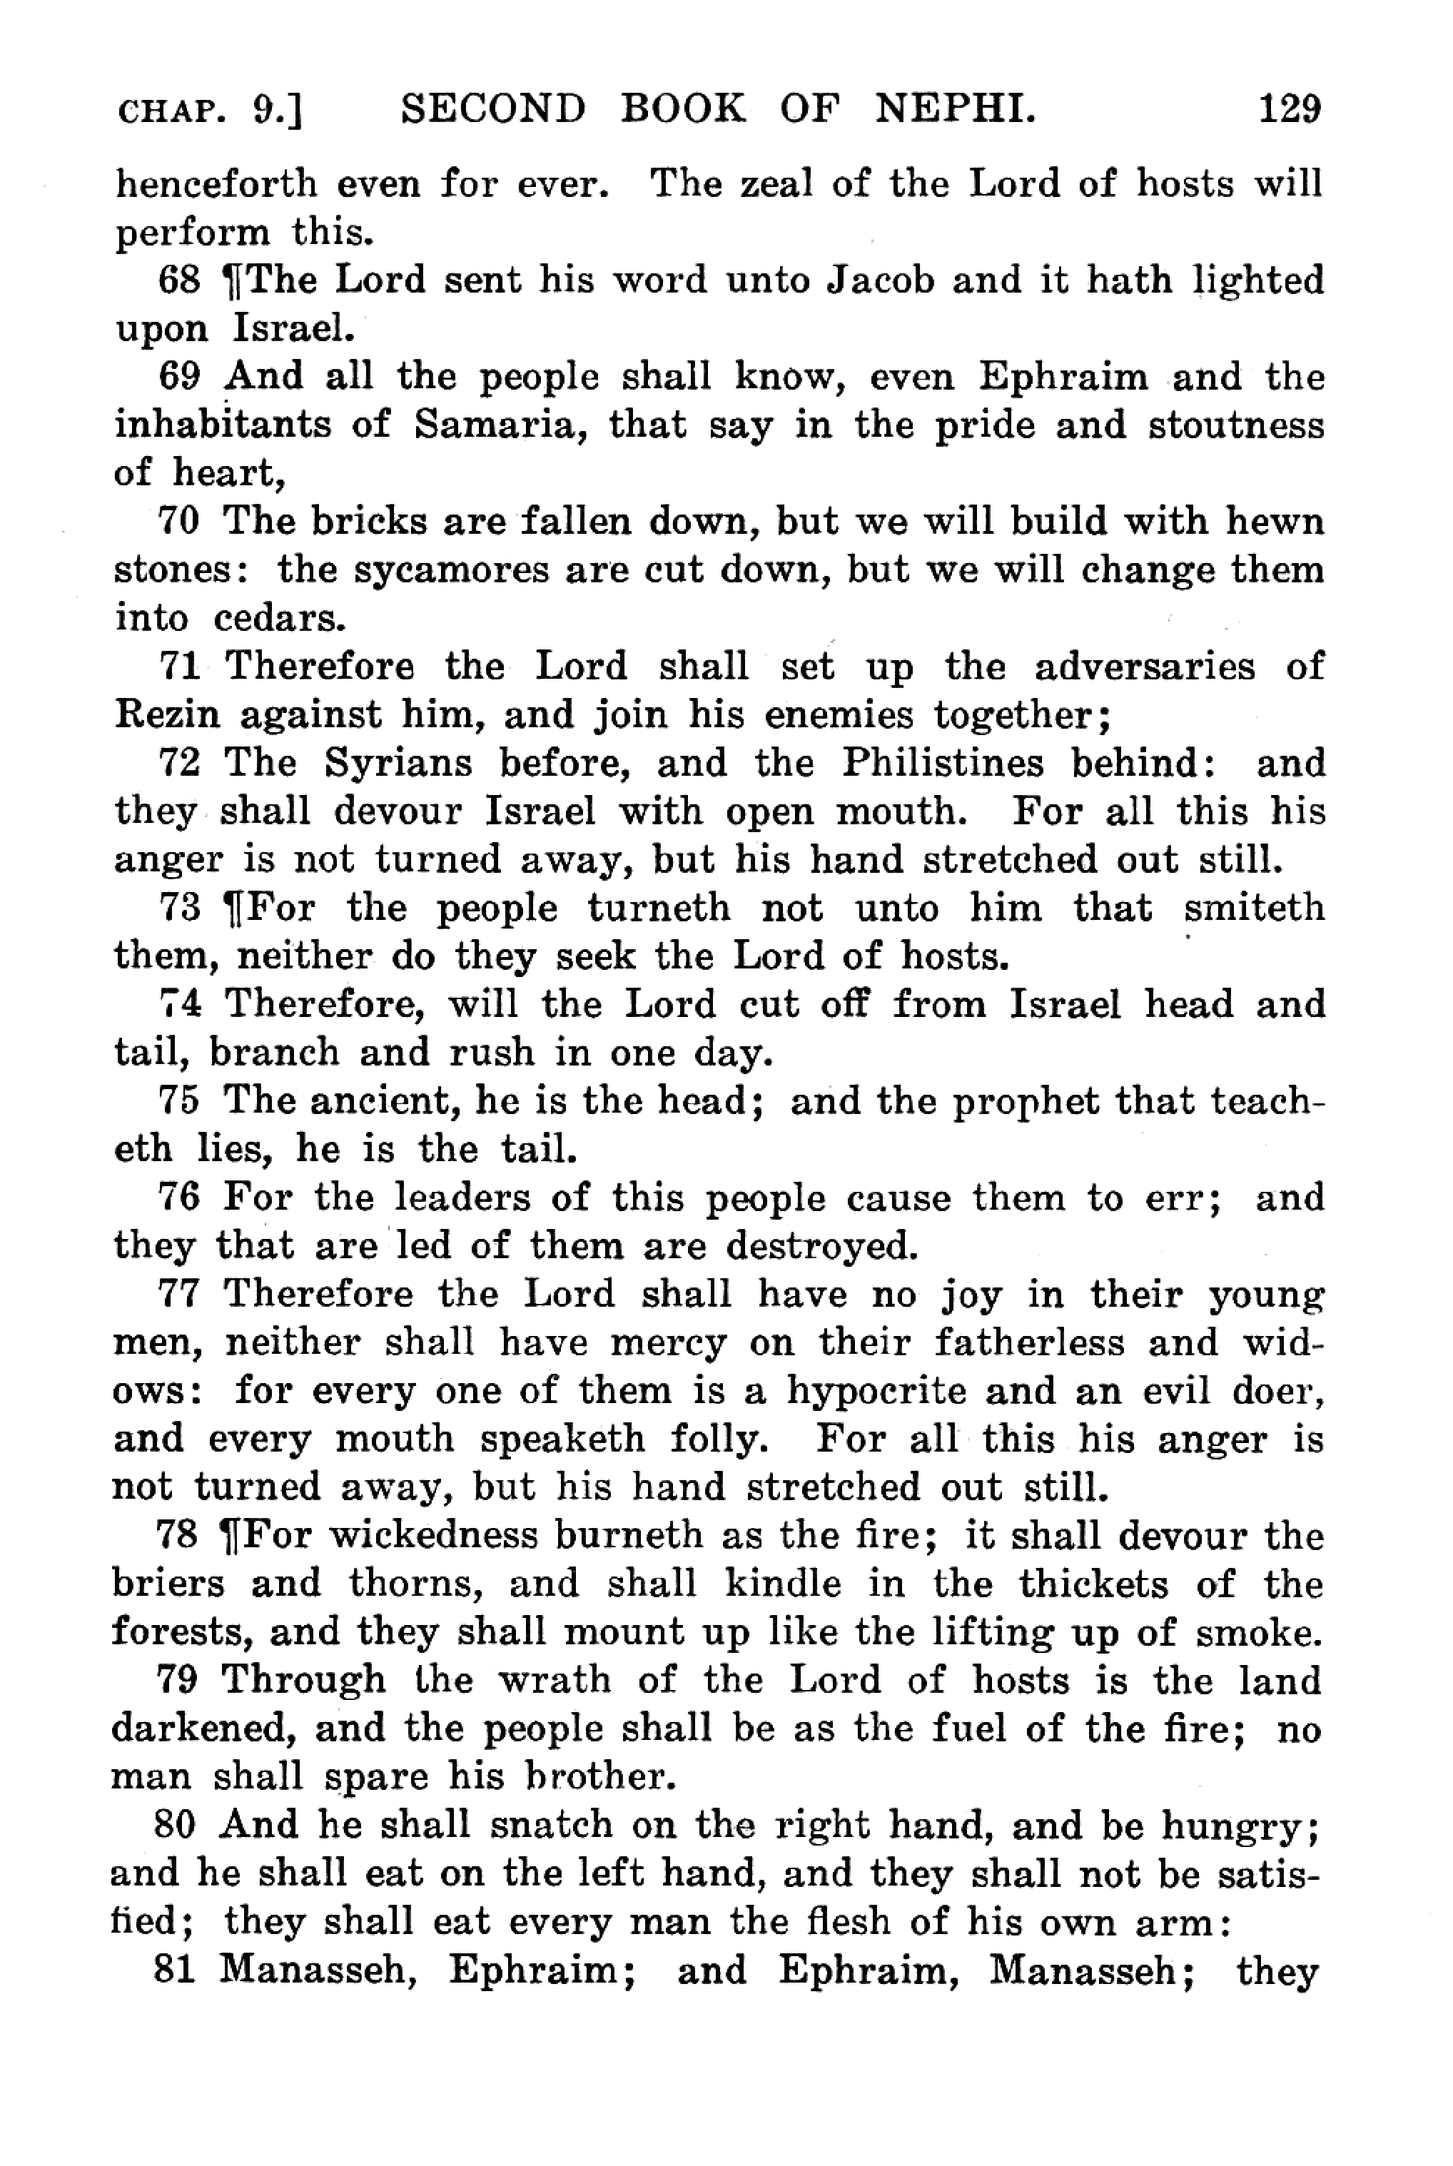 CHAP. 9.] SECOND BOOK OF NEPHI. 129
henceforth even for ever. The zeal of the Lord of hosts will
perform this.
68 ¶The Lord sent his word unto Jacob and it hath lighted
upon Israel.
69 And all the people shall know, even Ephraim and the
inhabitants of Samaria, that say in the pride and stoutness
of heart,
70 The bricks are fallen down, but we will build with hewn
stones: the sycamores are cut down, but we will change them
into cedars.
71 Therefore the Lord shall set up the adversaries of
Rezin against him, and join his enemies together;
72 The Syrians before, and the Philistines behind: and
they shall devour Israel with open mouth. For all this his
anger is not turned away, but his hand stretched out still.
73 ¶For the people turneth not unto him that smiteth
them, neither do they seek the Lord of hosts.
74 Therefore, will the Lord cut off from Israel head and
tail, branch and rush in one day.
75 The ancient, he is the head; and the prophet that teach-
eth lies, he is the tail.
76 For the leaders of this people cause them to err; and
they that are led of them are destroyed.
77 Therefore the Lord shall have no joy in their young
men, neither shall have mercy on their fatherless and wid-
ows: for every one of them is a hypocrite and an evil doer,
and every mouth speaketh folly. For all this his anger is
not turned away, but his hand stretched out still.
78 ¶For wickedness burneth as the fire; it shall devour the
briers and thorns, and shall kindle in the thickets of the
forests, and they shall mount up like the lifting up of smoke.
79 Through the wrath of the Lord of hosts is the land
darkened, and the people shall be as the fuel of the fire; no
man shall spare his brother.
80 And he shall snatch on the right hand, and be hungry;
and he shall eat on the left hand, and they shall not be satis-
fied; they shall eat every man the flesh of his own arm:
81 Manasseh, Ephraim; and Ephraim, Manasseh; they